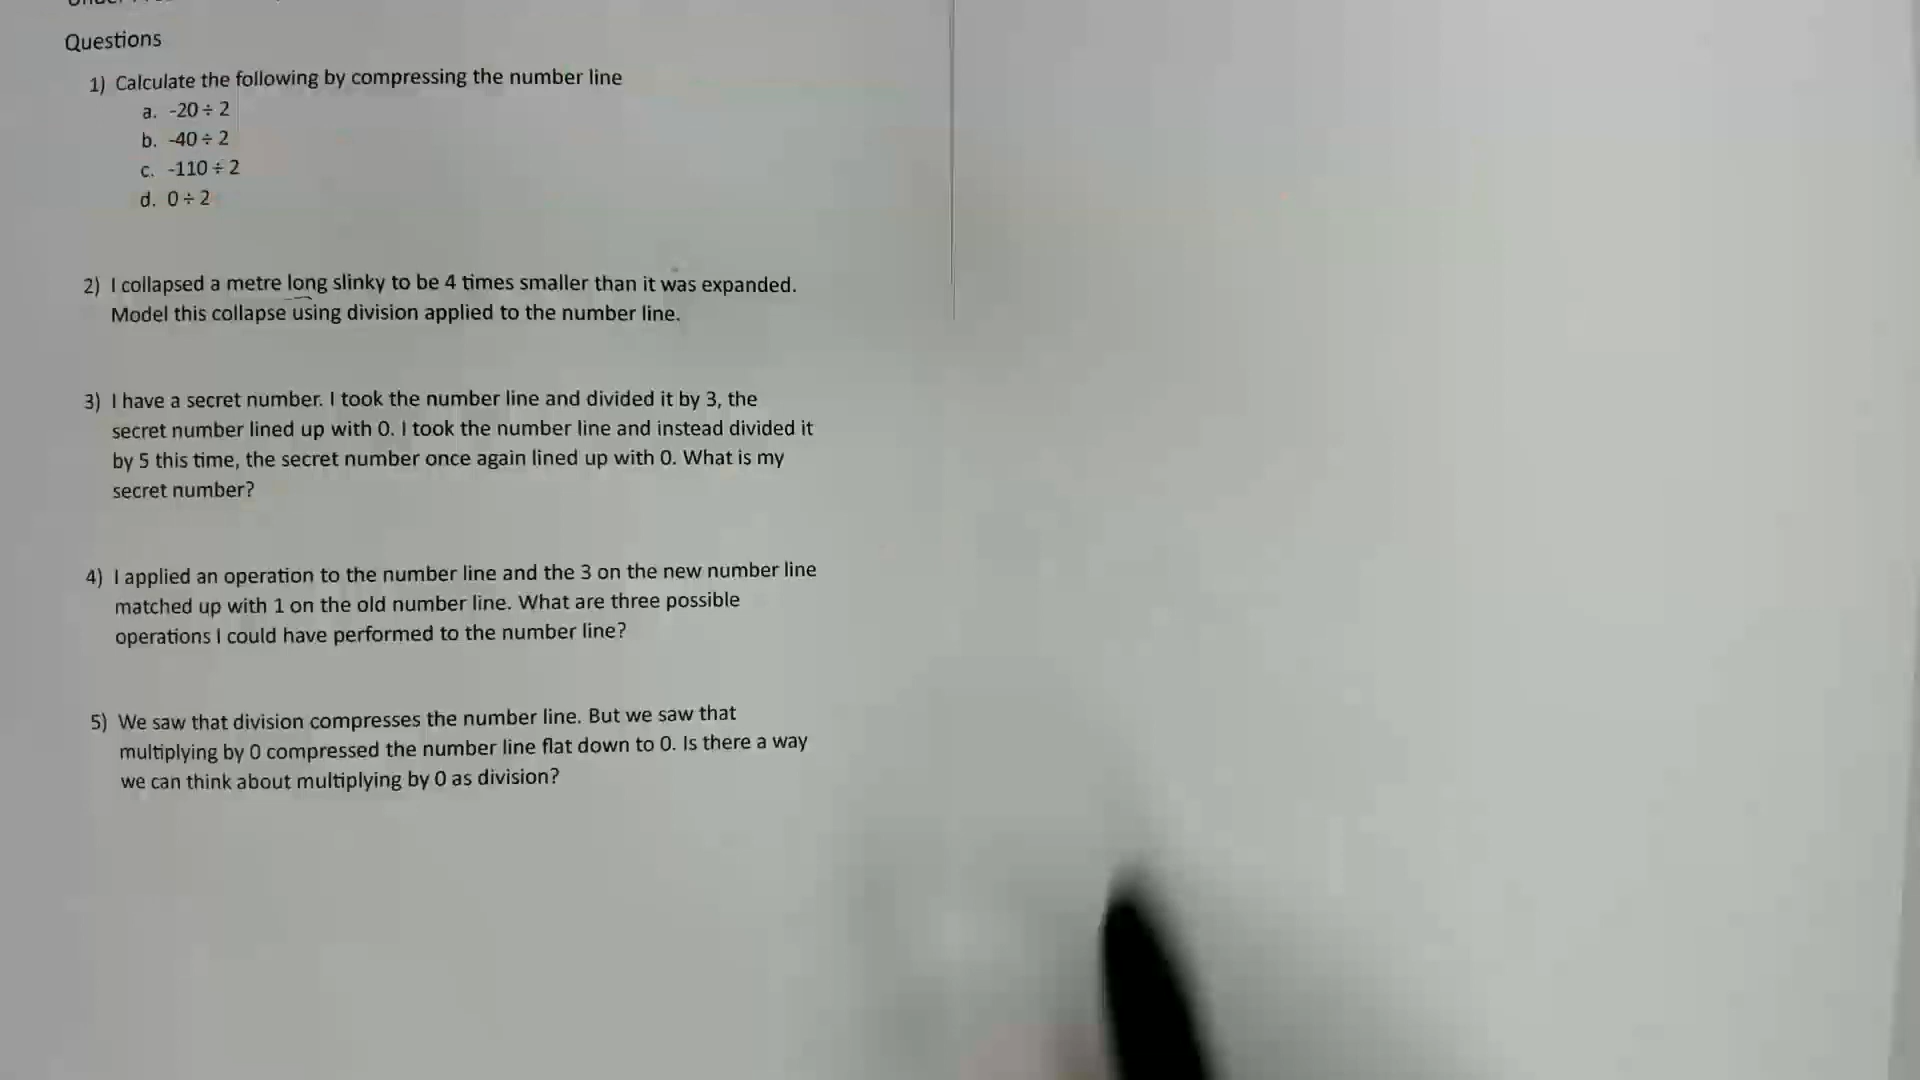 Questions
1) Calculate the following by compressing the number line
a. -20 ÷ 2
b. -40 ÷ 2
c. -110 ÷ 2
d. 0 ÷ 2
2) I collapsed a metre long slinky to be 4 times smaller than it was expanded.
Model this collapse using division applied to the number line.
3) I have a secret number. I took the number line and divided it by 3, the
secret number lined up with 0. I took the number line and instead divided it
by 5 this time, the secret number once again lined up with 0. What is my
secret number?
4) I applied an operation to the number line and the 3 on the new number line
matched up with 1 on the old number line. What are three possible
operations I could have performed to the number line?
5) We saw that division compresses the number line. But we saw that
multiplying by 0 compressed the number line flat down to 0. Is there a way
we can think about multiplying by 0 as division?